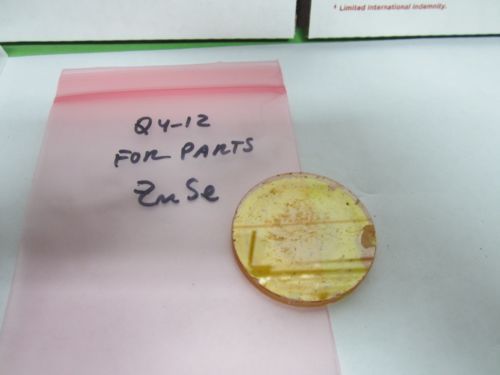 * Limited international indemnity.
Q4-12
FOR PARTS
ZnSe